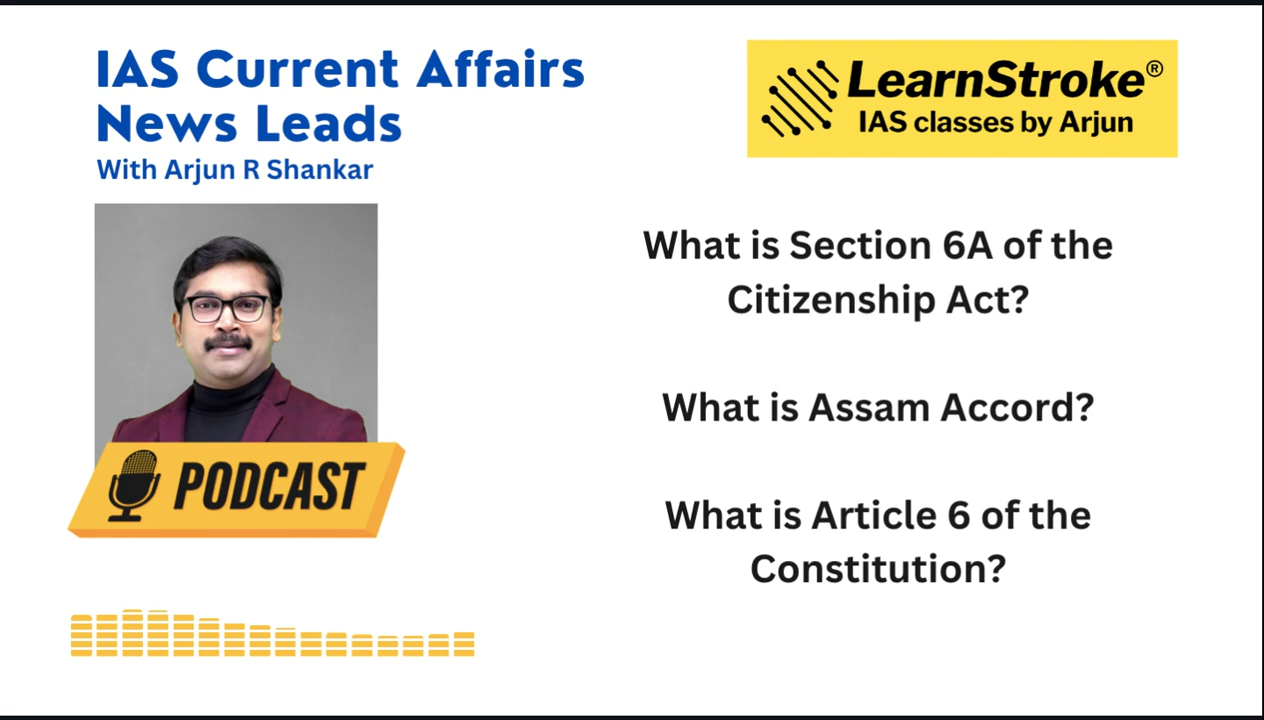 IAS Current Affairs
News Leads
With Arjun R Shankar
LearnStroke®
IAS classes by Arjun
What is Section 6A of the
Citizenship Act?
What is Assam Accord?
What is Article 6 of the
Constitution?
PODCAST